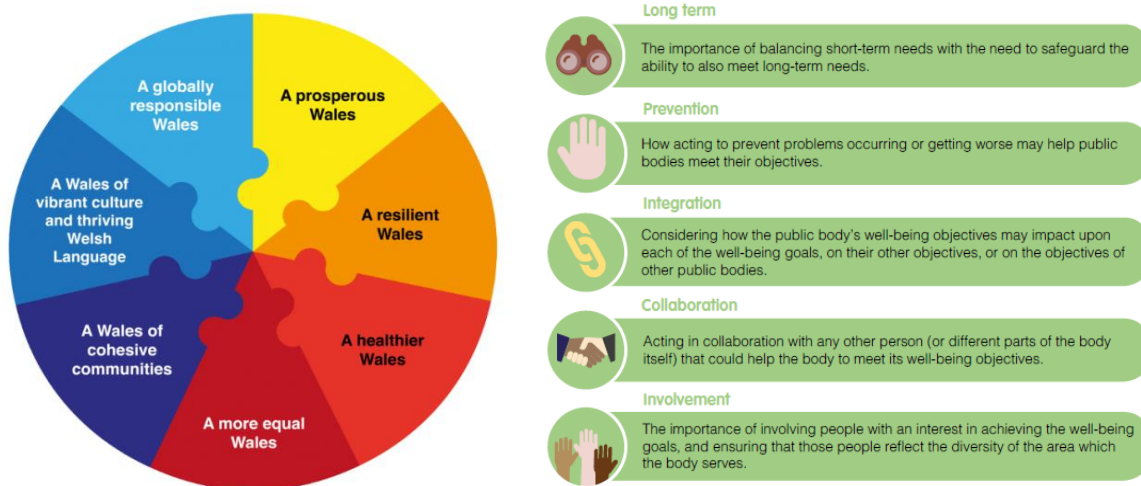 A globally
responsible
Wales
A prosperous
Wales
A resilient
Wales
A healthier
Wales
A more equal
Wales
A Wales of
cohesive
communities
A Wales of
vibrant culture
and thriving
Welsh
Language
Long term
The importance of balancing short-term needs with the need to safeguard the
ability to also meet long-term needs.
Prevention
How acting to prevent problems occurring or getting worse may help public
bodies meet their objectives.
Integration
Considering how the public body's well-being objectives may impact upon
each of the well-being goals, on their other objectives, or on the objectives of
other public bodies.
Collaboration
Acting in collaboration with any other person (or different parts of the body
itself) that could help the body to meet its well-being objectives.
Involvement
The importance of involving people with an interest in achieving the well-being
goals, and ensuring that those people reflect the diversity of the area which
the body serves.